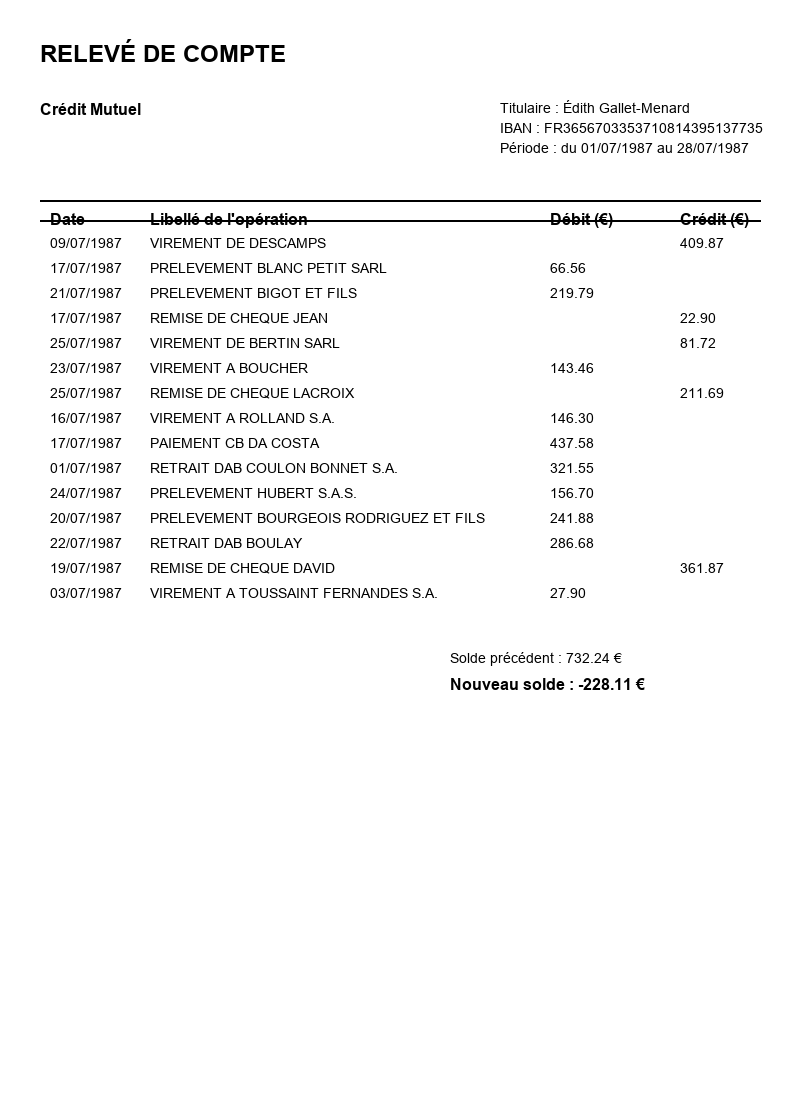 RELEVÉ DE COMPTE
Crédit Mutuel
Titulaire : Édith Gallet-Menard
IBAN : FR3656703353710814395137735
Période : du 01/07/1987 au 28/07/1987
Date Libellé de l'opération Débit (€) Crédit (€)
09/07/1987 VIREMENT DE DESCAMPS 409.87
17/07/1987 PRELEVEMENT BLANC PETIT SARL 66.56
21/07/1987 PRELEVEMENT BIGOT ET FILS 219.79
17/07/1987 REMISE DE CHEQUE JEAN 22.90
25/07/1987 VIREMENT DE BERTIN SARL 81.72
23/07/1987 VIREMENT A BOUCHER 143.46
25/07/1987 REMISE DE CHEQUE LACROIX 211.69
16/07/1987 VIREMENT A ROLLAND S.A. 146.30
17/07/1987 PAIEMENT CB DA COSTA 437.58
01/07/1987 RETRAIT DAB COULON BONNET S.A. 321.55
24/07/1987 PRELEVEMENT HUBERT S.A.S. 156.70
20/07/1987 PRELEVEMENT BOURGEOIS RODRIGUEZ ET FILS 241.88
22/07/1987 RETRAIT DAB BOULAY 286.68
19/07/1987 REMISE DE CHEQUE DAVID 361.87
03/07/1987 VIREMENT A TOUSSAINT FERNANDES S.A. 27.90
Solde précédent : 732.24 €
Nouveau solde : -228.11 €